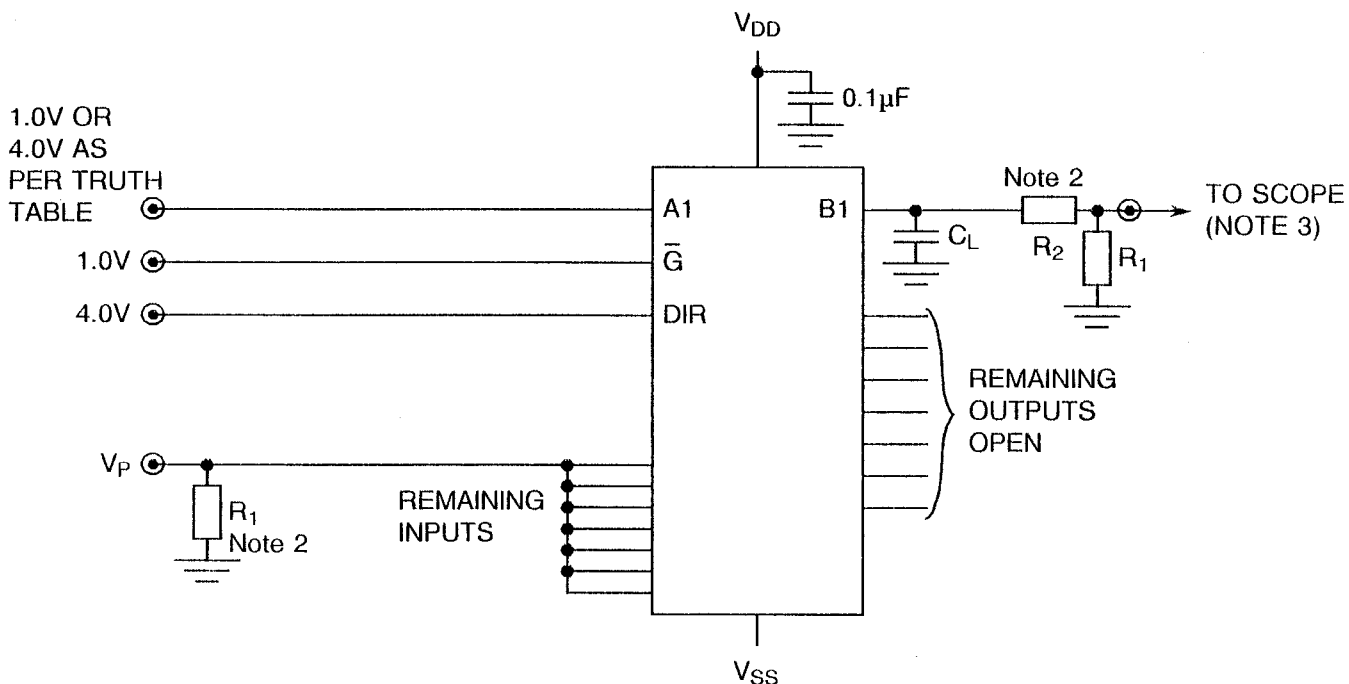 V_DD
0.1µF
1.0V OR
4.0V AS
PER TRUTH
TABLE
A1
B1
Note 2
TO SCOPE
(NOTE 3)
C_L
R_2
R_1
1.0V
G̅
4.0V
DIR
REMAINING
OUTPUTS
OPEN
V_P
R_1
Note 2
REMAINING
INPUTS
V_SS